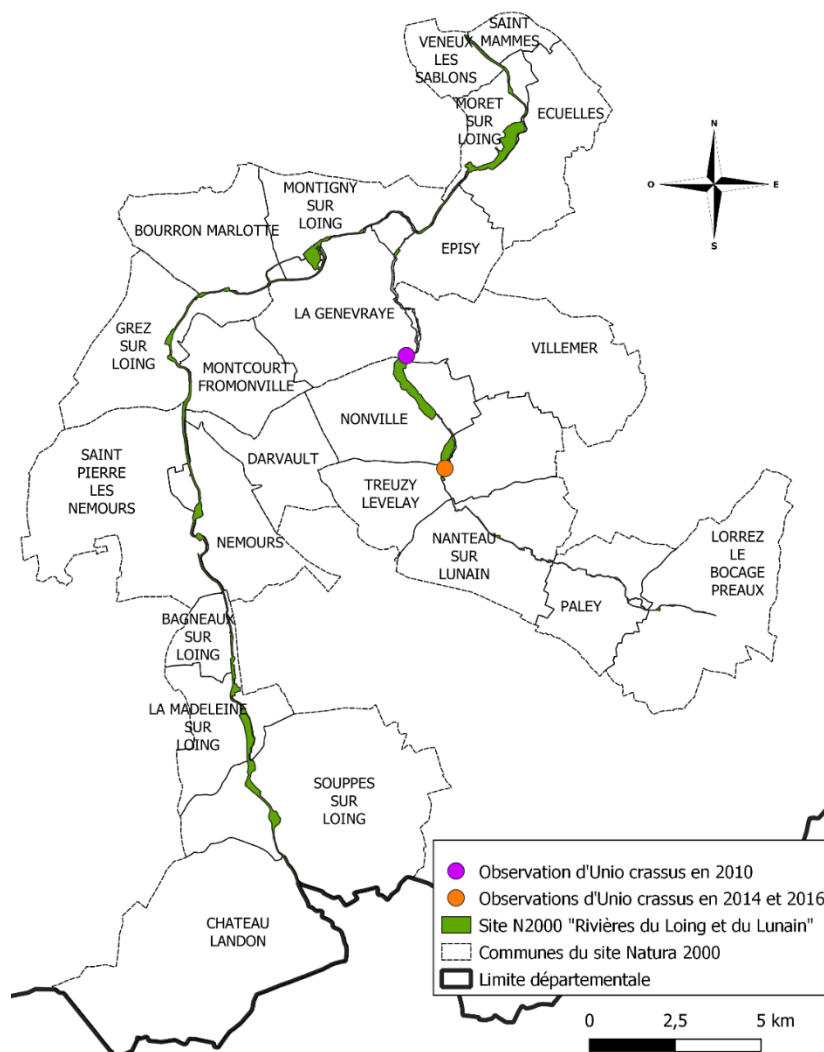 SAINT
MAMMES
VENEUX
LES
SABLONS
MORET
SUR
LOING
ECUELLES
N
O
E
S
MONTIGNY
SUR
LOING
BOURRON MARLOTTE
EPISY
LA GENEVRAYE
GREZ
SUR
LOING
MONTCOURT
FROMONVILLE
VILLEMER
NONVILLE
SAINT
PIERRE
LES
NEMOURS
DARVAULT
TREUZY
LEVELAY
NEMOURS
NANTEAU
SUR
LUNAIN
LORREZ
LE
BOCAGE
PREAUX
PALEY
BAGNEAUX
SUR
LOING
LA MADELEINE
SUR
LOING
SOUPPES
SUR
LOING
CHATEAU
LANDON
Observation d'Unio crassus en 2010
Observations d'Unio crassus en 2014 et 2016
Site N2000 "Rivières du Loing et du Lunain"
Communes du site Natura 2000
Limite départementale
0 2,5 5 km